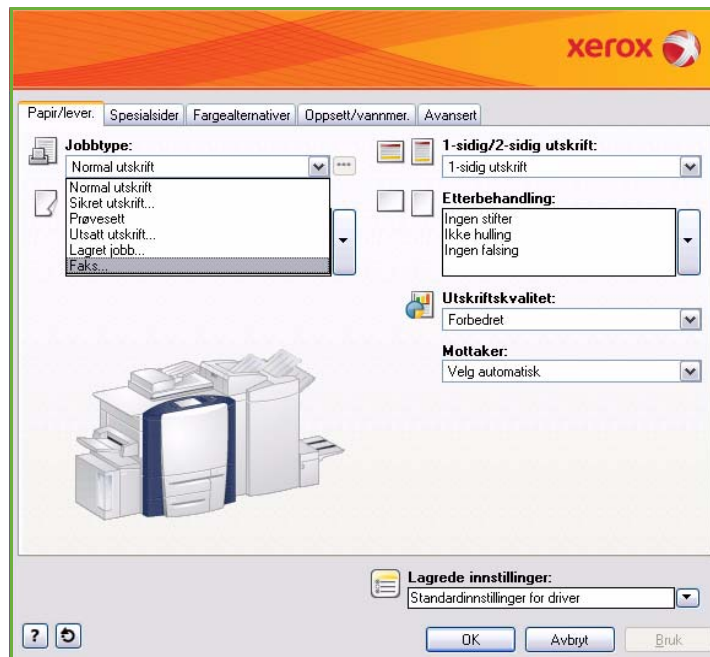 xerox
Papir/lever.
Spesialsider
Fargealternativer
Oppsett/vannmer.
Avansert
Jobbtype:
Normal utskrift
Normal utskrift
Sikret utskrift...
Prøvesett
Utsatt utskrift...
Lagret jobb...
Faks...
1-sidig/2-sidig utskrift:
1-sidig utskrift
Etterbehandling:
Ingen stifter
Ikke hulling
Ingen falsing
Utskriftskvalitet:
Forbedret
Mottaker:
Velg automatisk
Lagrede innstillinger:
Standardinnstillinger for driver
?
OK
Avbryt
Bruk